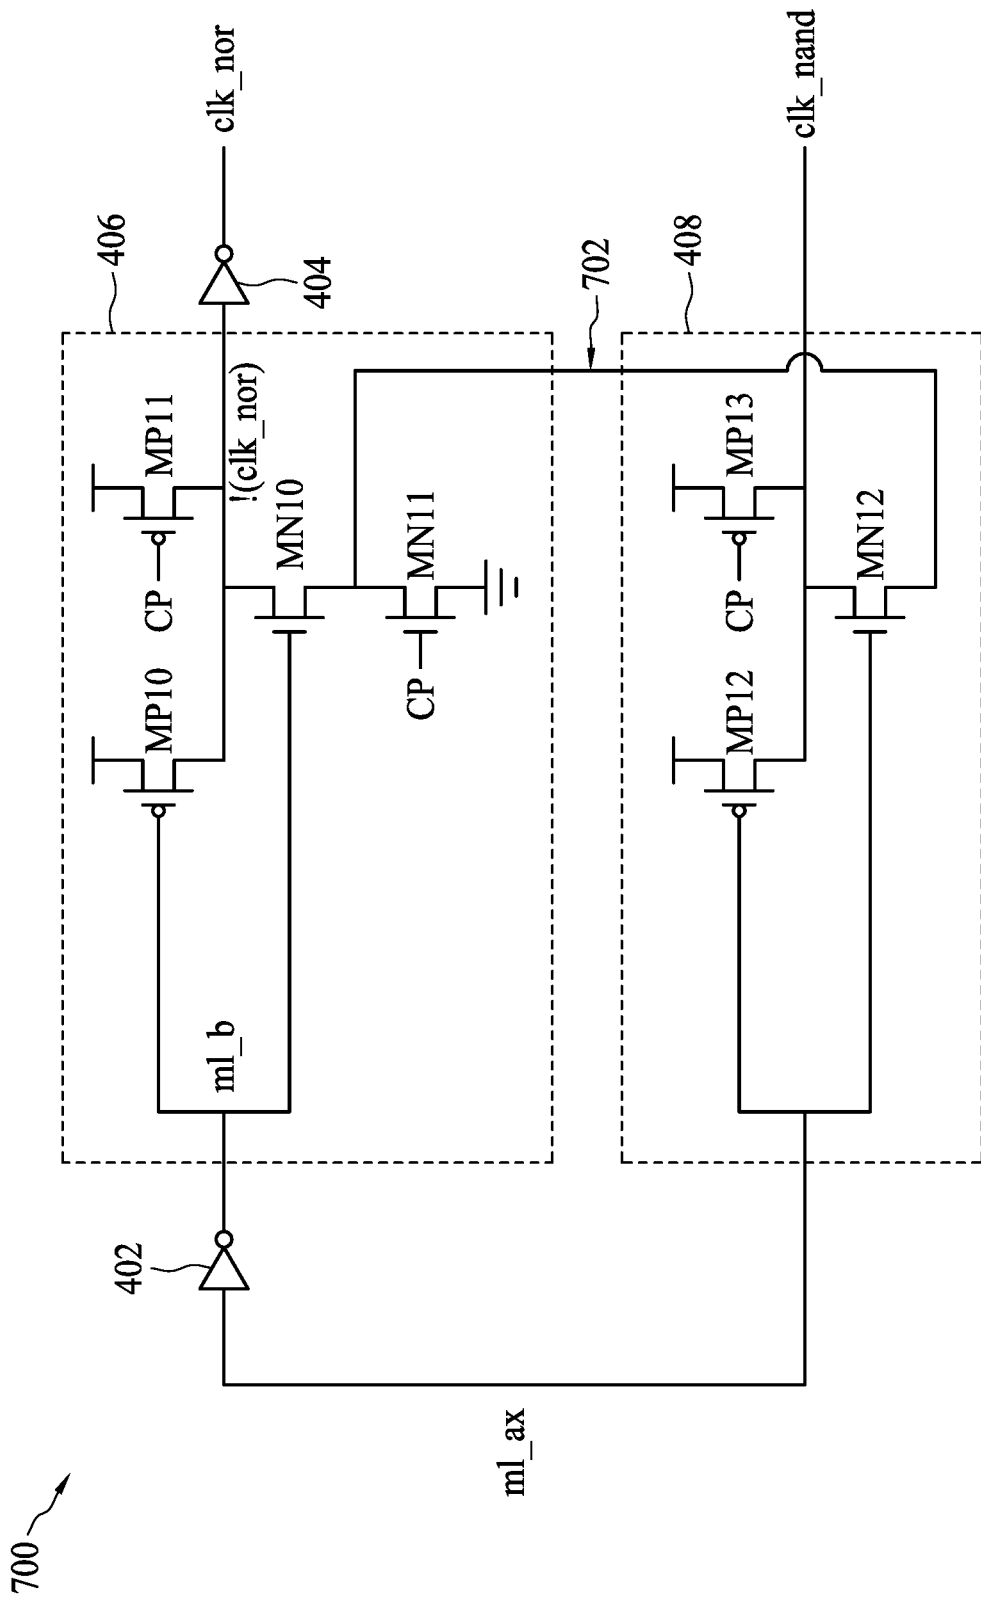 700
ml_ax
402
ml_b
406
MP10
CP
MP11
!(clk_nor)
MN10
CP
MN11
404
clk_nor
702
408
MP12
CP
MP13
MN12
clk_nand